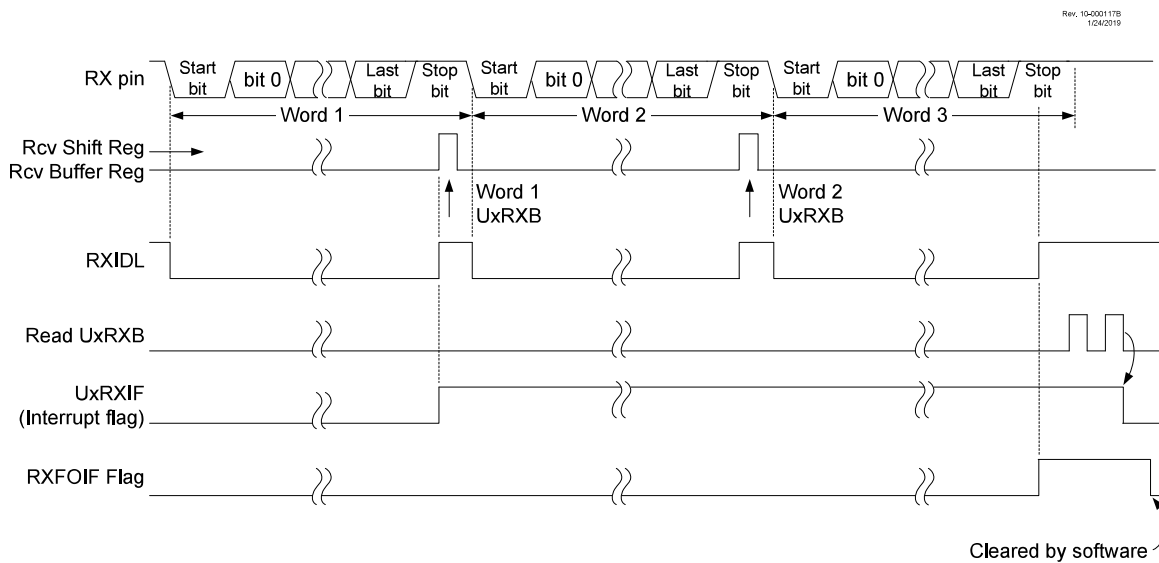 Rev. 10-000117B
1/24/2019
RX pin
Start bit
bit 0
Last bit
Stop bit
Start bit
bit 0
Last bit
Stop bit
Start bit
bit 0
Last bit
Stop bit
Word 1
Word 2
Word 3
Rcv Shift Reg
Rcv Buffer Reg
Word 1
UxRXB
Word 2
UxRXB
RXIDL
Read UxRXB
UxRXIF
(Interrupt flag)
RXFOIF Flag
Cleared by software